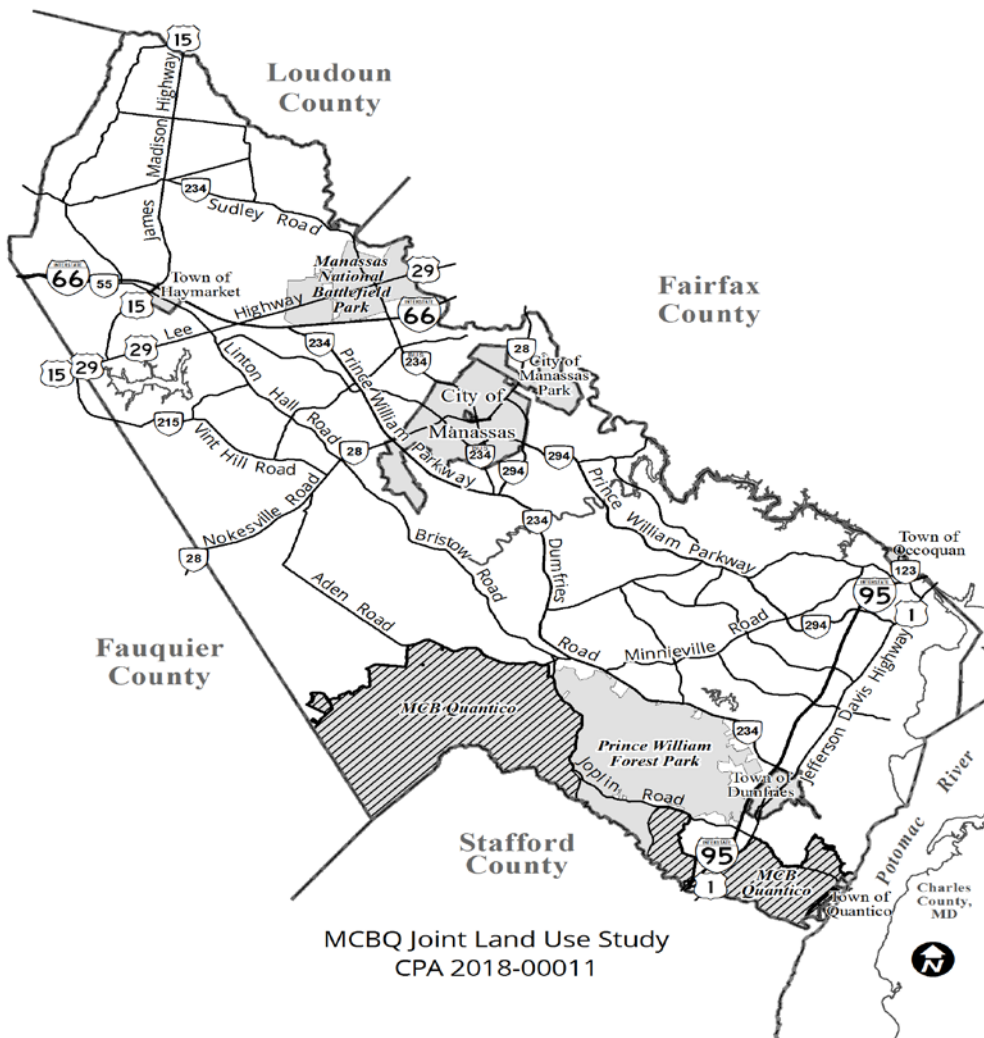 15
Loudoun
County
James Madison Highway
234
Sudley Road
Manassas
National
Battlefield
Park
29
INTERSTATE
66
55
Town of
Haymarket
15
Lee Highway
INTERSTATE
66
Fairfax
County
29
15
29
234
234
28
City of
Manassas
Park
City of
Manassas
Linton Hall Road
Prince William Parkway
215
Vint Hill Road
28
234
294
294
Nokesville Road
28
234
Prince William Parkway
Town of
Occoquan
123
INTERSTATE
95
1
Bristow Road
Dumfries Road
Aden Road
Minnieville Road
294
Fauquier
County
MCB Quantico
Prince William
Forest Park
234
Jefferson Davis Highway
Town of
Dumfries
Joplin Road
Potomac River
Stafford
County
INTERSTATE
95
1
MCB
Quantico
Town of
Quantico
Charles
County,
MD
MCBQ Joint Land Use Study
CPA 2018-00011
N